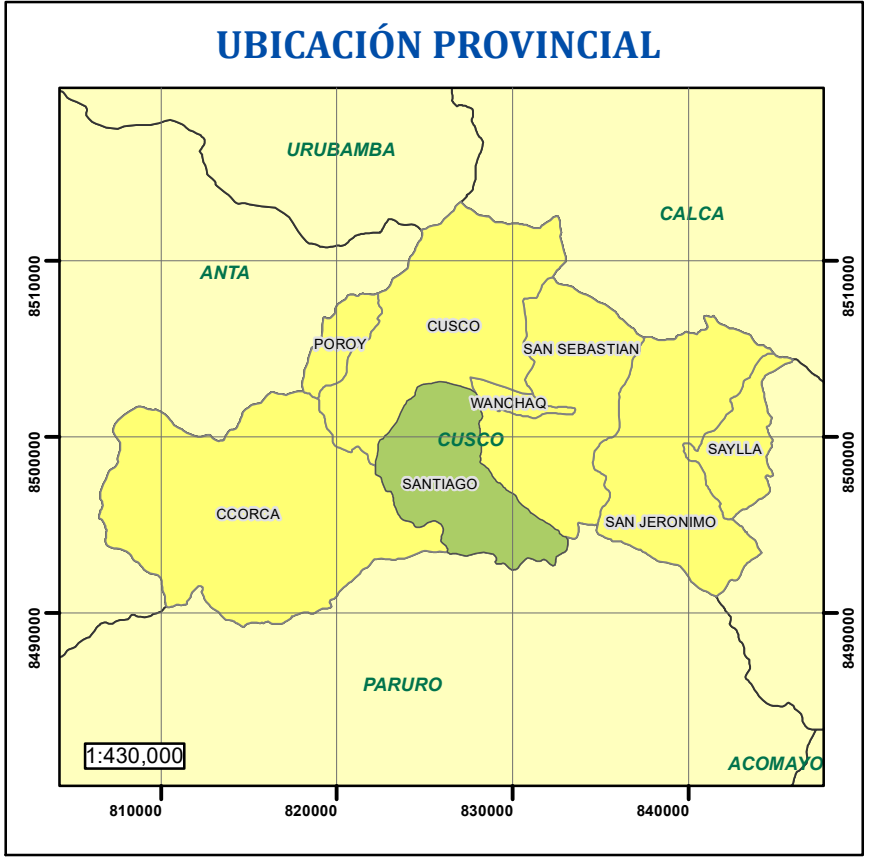 UBICACIÓN PROVINCIAL
URUBAMBA
CALCA
ANTA
8510000
8510000
CUSCO
POROY
SAN SEBASTIAN
WANCHAQ
CUSCO
SAYLLA
8500000
8500000
SANTIAGO
CCORCA
SAN JERONIMO
8490000
8490000
PARURO
1:430,000
ACOMAYO
810000
820000
830000
840000